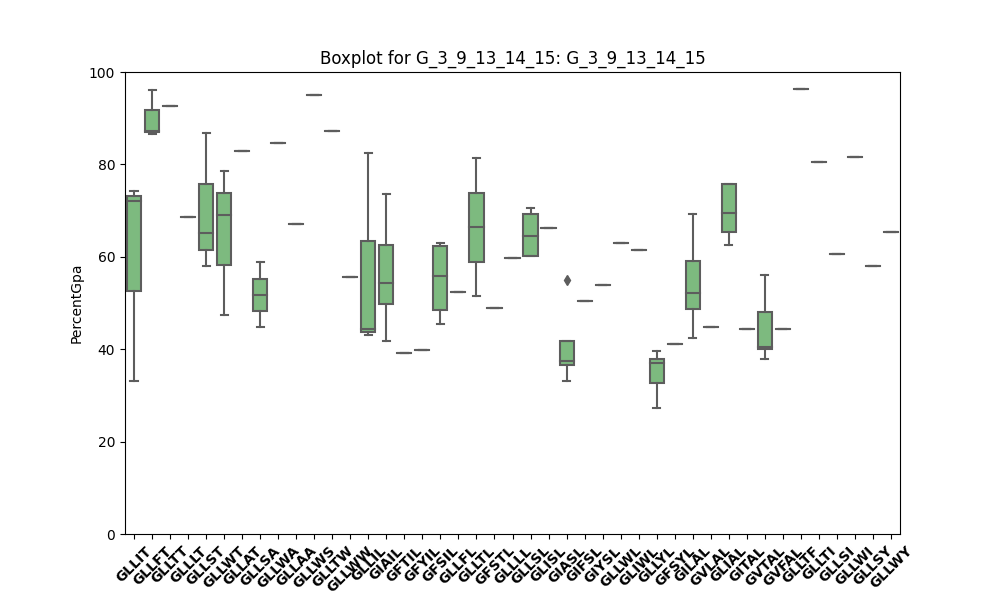 Boxplot for G_3_9_13_14_15: G_3_9_13_14_15
PercentGpa
100
80
60
40
20
0
GLLIT
GLLFT
GLLTT
GLLLT
GLLST
GLLWT
GLLAT
GLLSA
GLLWA
GLLAA
GLLWS
GLLTW
GLLWW
GLLIL
GIAIL
GFTIL
GFYIL
GFSIL
GLLFL
GLLTL
GFSTL
GLLLL
GLLSL
GLISL
GIASL
GIFSL
GIYSL
GLLWL
GLIWL
GLLYL
GFSYL
GILAL
GVLAL
GLIAL
GITAL
GVTAL
GVFAL
GLLTF
GLLTI
GLLSI
GLLWI
GLLSY
GLLWY